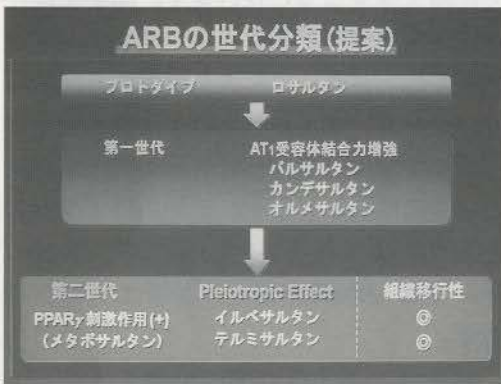 ARBの世代分類(提案)
プロトタイプ ロサルタン
第一世代 AT1受容体結合力増強
バルサルタン
カンデサルタン
オルメサルタン
第二世代 Pleiotropic Effect 組織移行性
PPARγ刺激作用(+) イルベサルタン ◎
(メタボサルタン) テルミサルタン ◎